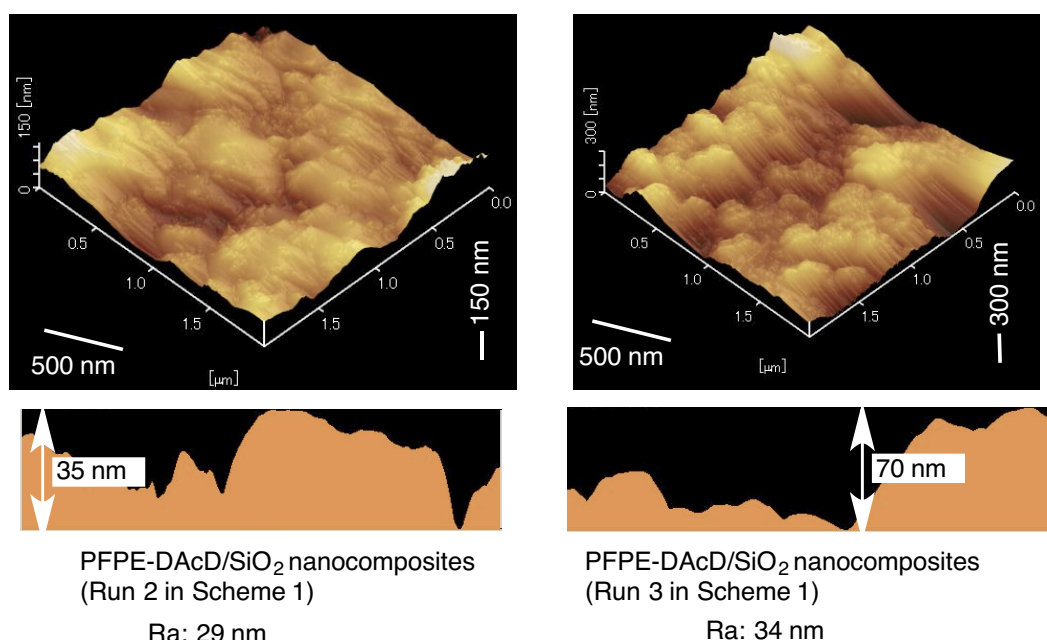 150 [nm]
0
0.5
1.0
1.5
0.0
0.5
1.0
1.5
[μm]
500 nm
150 nm
300 [nm]
0
0.5
1.0
1.5
0.0
0.5
1.0
1.5
[μm]
500 nm
300 nm
35 nm
70 nm
PFPE-DAcD/SiO2 nanocomposites
(Run 2 in Scheme 1)
Ra: 29 nm
PFPE-DAcD/SiO2 nanocomposites
(Run 3 in Scheme 1)
Ra: 34 nm